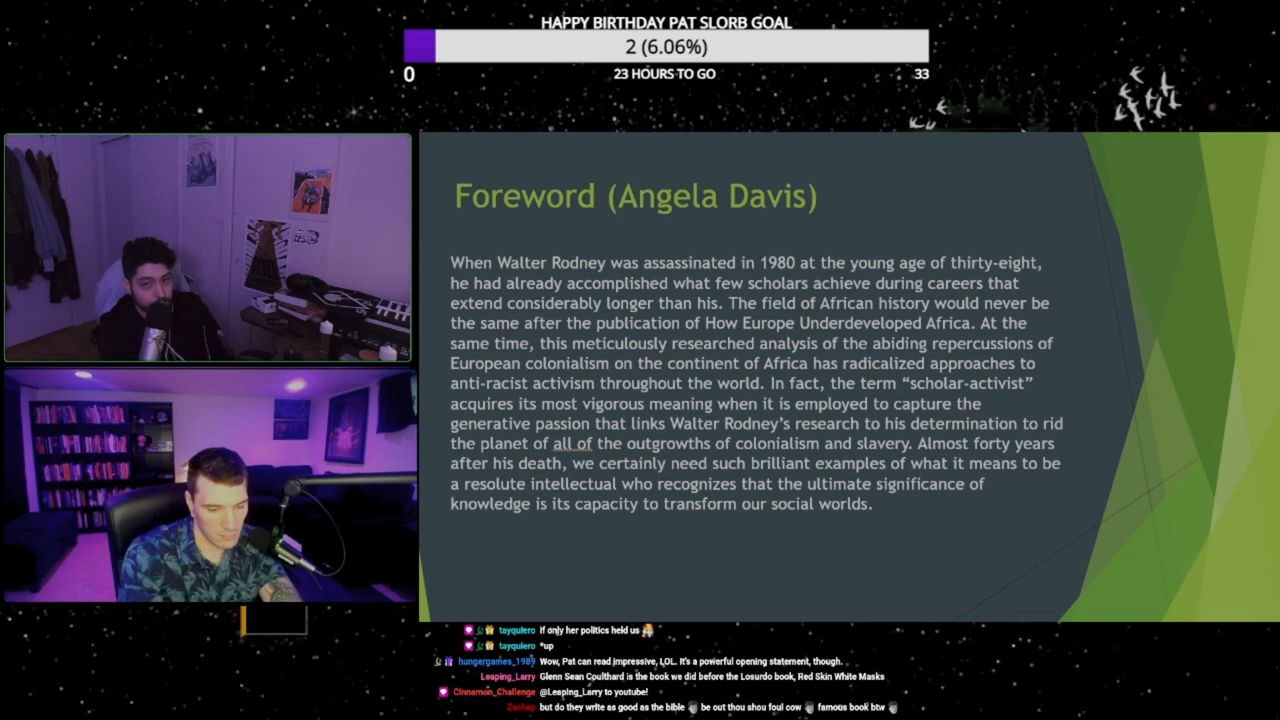 HAPPY BIRTHDAY PAT SLORB GOAL
2 (6.06%)
0
23 HOURS TO GO
33
Foreword (Angela Davis)
When Walter Rodney was assassinated in 1980 at the young age of thirty-eight,
he had already accomplished what few scholars achieve during careers that
extend considerably longer than his. The field of African history would never be
the same after the publication of How Europe Underdeveloped Africa. At the
same time, this meticulously researched analysis of the abiding repercussions of
European colonialism on the continent of Africa has radicalized approaches to
anti-racist activism throughout the world. In fact, the term “scholar-activist”
acquires its most vigorous meaning when it is employed to capture the
generative passion that links Walter Rodney’s research to his determination to rid
the planet of all of the outgrowths of colonialism and slavery. Almost forty years
after his death, we certainly need such brilliant examples of what it means to be
a resolute intellectual who recognizes that the ultimate significance of
knowledge is its capacity to transform our social worlds.
tayquiero If only her politics held us
tayquiero *up
hungergames_1989 Wow, Pat can read impressive, LOL. It's a powerful opening statement, though.
Leaping_Larry Glenn Sean Coulthard is the book we did before the Losurdo book, Red Skin White Masks
Cinnamon_Challenge @Leaping_Larry to youtube!
but do they write as good as the bible be out thou shou foul cow famous book btw